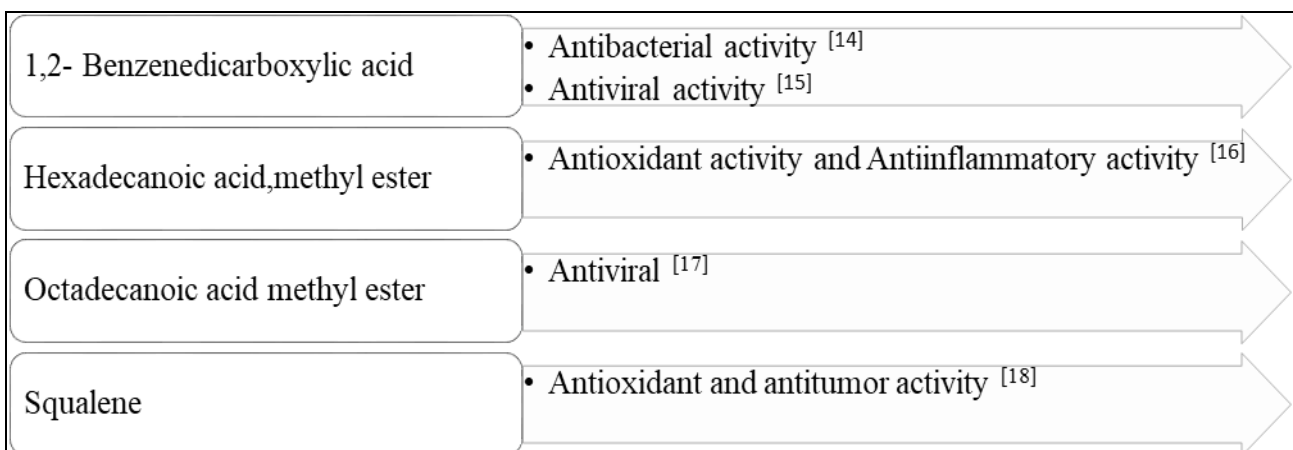 1,2- Benzenedicarboxylic acid
• Antibacterial activity [14]
• Antiviral activity [15]
Hexadecanoic acid,methyl ester
• Antioxidant activity and Antiinflammatory activity [16]
Octadecanoic acid methyl ester
• Antiviral [17]
Squalene
• Antioxidant and antitumor activity [18]